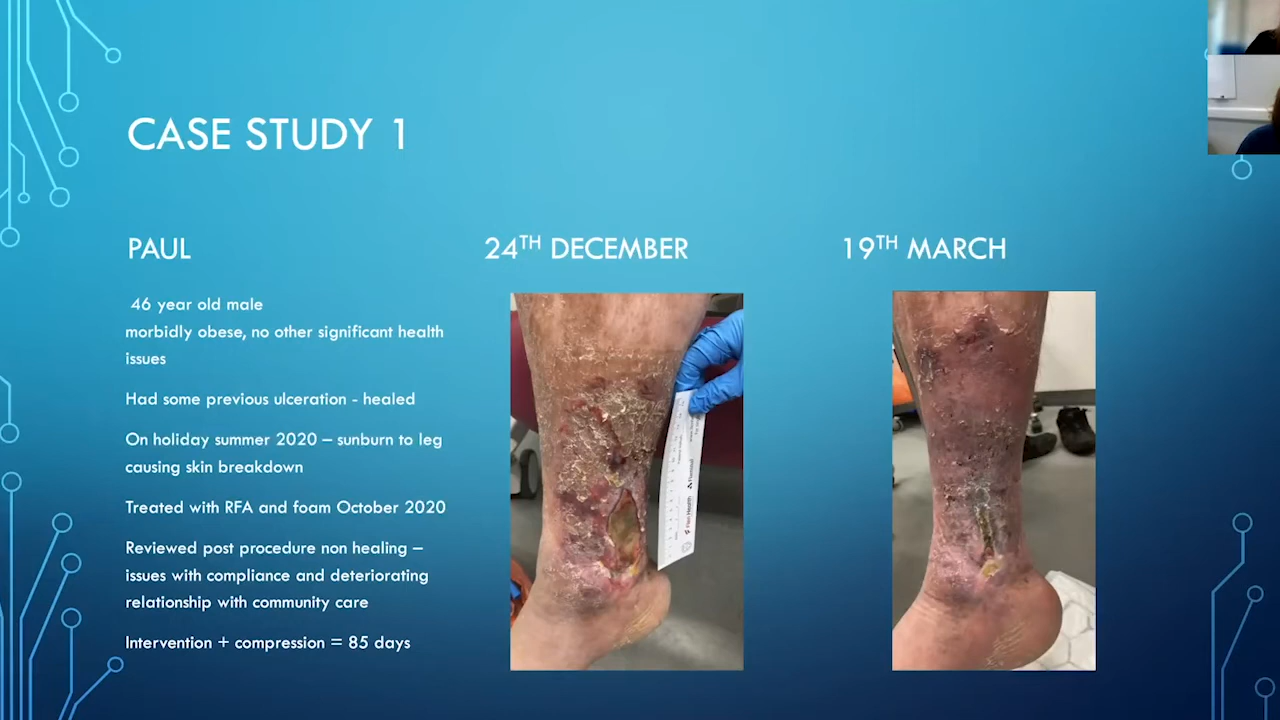 CASE STUDY 1
PAUL
46 year old male
morbidly obese, no other significant health
issues
Had some previous ulceration - healed
On holiday summer 2020 – sunburn to leg
causing skin breakdown
Treated with RFA and foam October 2020
Reviewed post procedure non healing –
issues with compliance and deteriorating
relationship with community care
Intervention + compression = 85 days
24TH DECEMBER
19TH MARCH